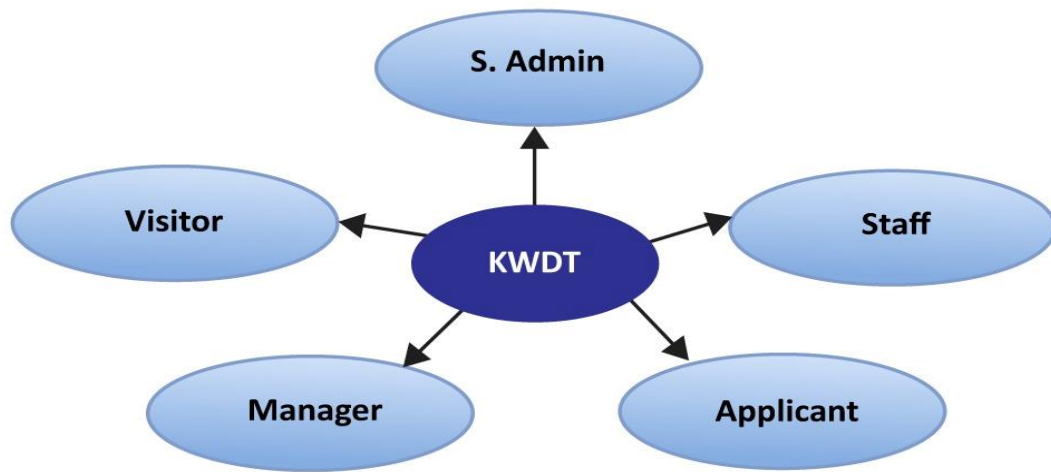 S. Admin
Visitor
Staff
KWDT
Manager
Applicant